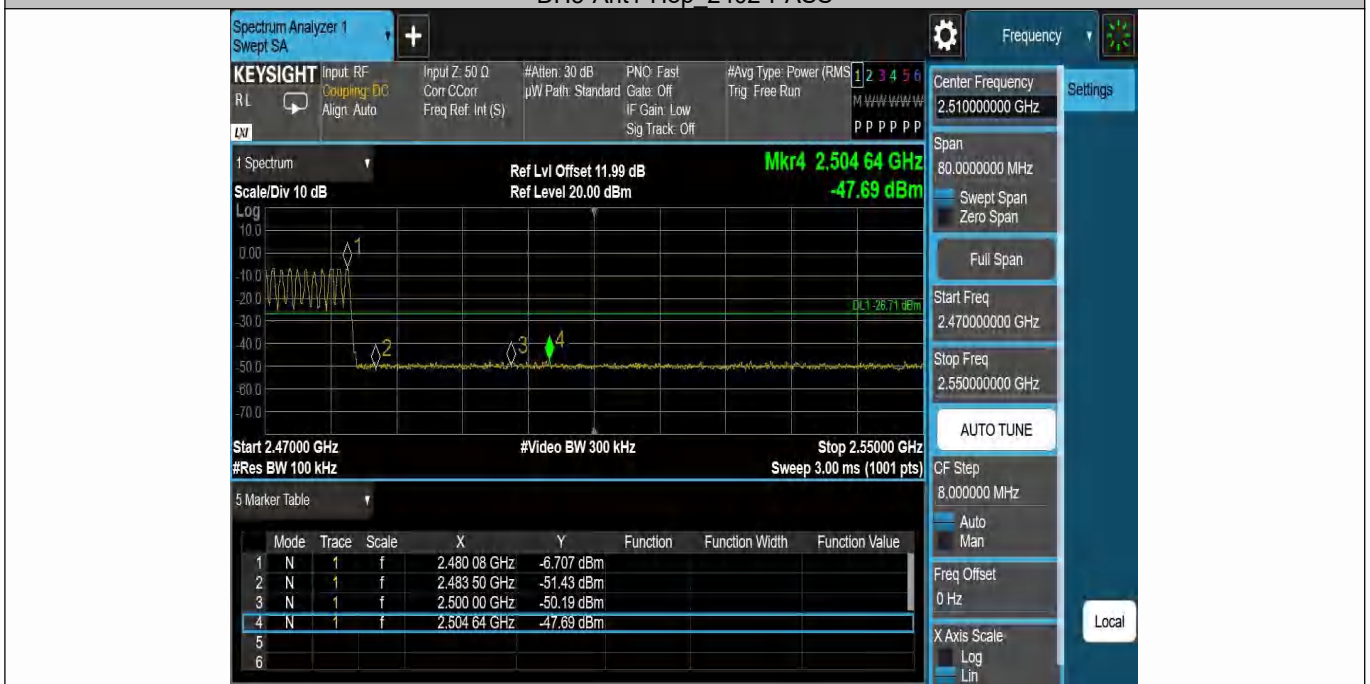 Spectrum Analyzer 1
Swept SA
+
Frequency
KEYSIGHT
RL
LXI
Input: RF
Coupling: DC
Align: Auto
Input Z: 50 Ω
Corr CCorr
Freq Ref: Int (S)
#Atten: 30 dB
µW Path: Standard
PNO: Fast
Gate: Off
IF Gain: Low
Sig Track: Off
#Avg Type: Power (RMS
Trig: Free Run
1 2 3 4 5 6
M W W W W W
P P P P P P
1 Spectrum
Scale/Div 10 dB
Ref Lvl Offset 11.99 dB
Ref Level 20.00 dBm
Mkr4 2.504 64 GHz
-47.69 dBm
Log
10.0
0.00
-10.0
-20.0
-30.0
-40.0
-50.0
-60.0
-70.0
1
2
3
4
DL1 -26.71 dBm
Start 2.47000 GHz
#Res BW 100 kHz
#Video BW 300 kHz
Stop 2.55000 GHz
Sweep 3.00 ms (1001 pts)
5 Marker Table
Mode Trace Scale X Y Function Function Width Function Value
1 N 1 f 2.480 08 GHz -6.707 dBm
2 N 1 f 2.483 50 GHz -51.43 dBm
3 N 1 f 2.500 00 GHz -50.19 dBm
4 N 1 f 2.504 64 GHz -47.69 dBm
5
6
Center Frequency
2.510000000 GHz
Settings
Span
80.0000000 MHz
Swept Span
Zero Span
Full Span
Start Freq
2.470000000 GHz
Stop Freq
2.550000000 GHz
AUTO TUNE
CF Step
8.000000 MHz
Auto
Man
Freq Offset
0 Hz
X Axis Scale
Log
Lin
Local